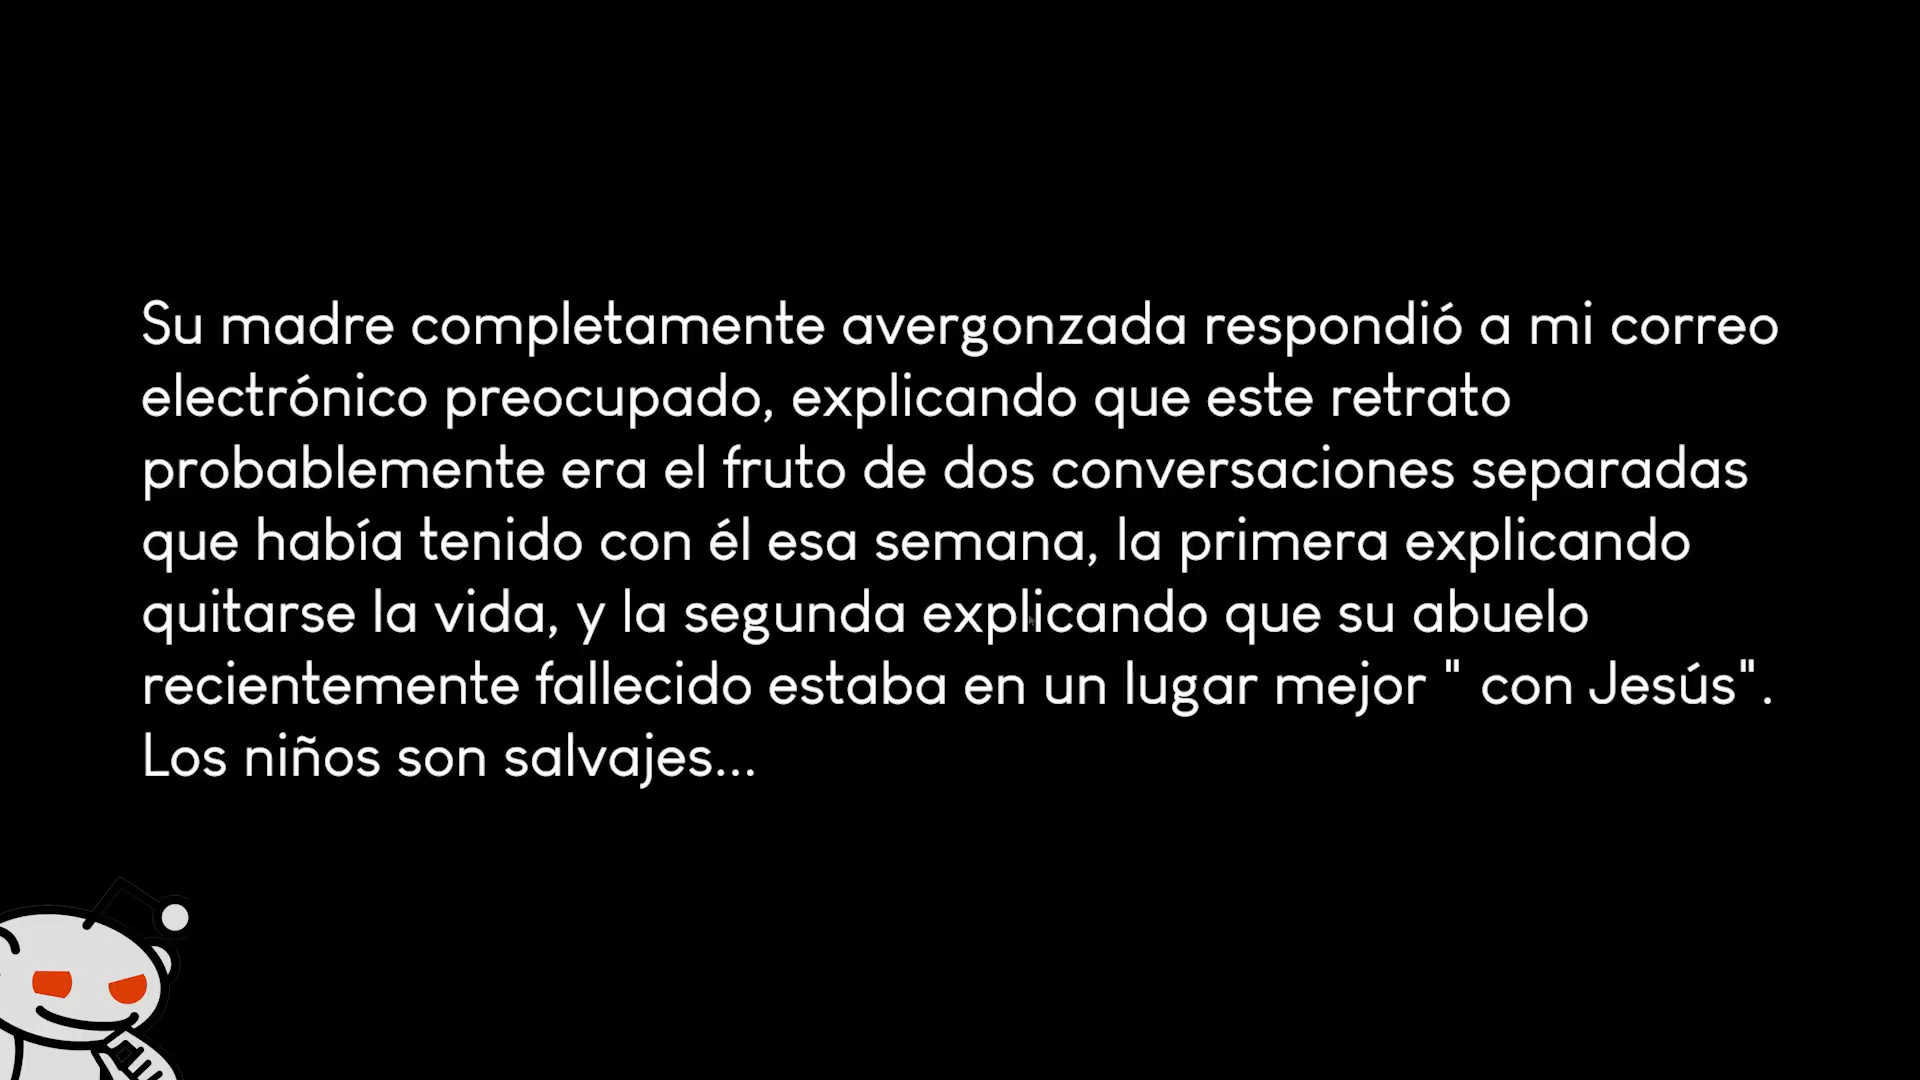 Su madre completamente avergonzada respondió a mi correo
electrónico preocupado, explicando que este retrato
probablemente era el fruto de dos conversaciones separadas
que había tenido con él esa semana, la primera explicando
quitarse la vida, y la segunda explicando que su abuelo
recientemente fallecido estaba en un lugar mejor " con Jesús".
Los niños son salvajes...